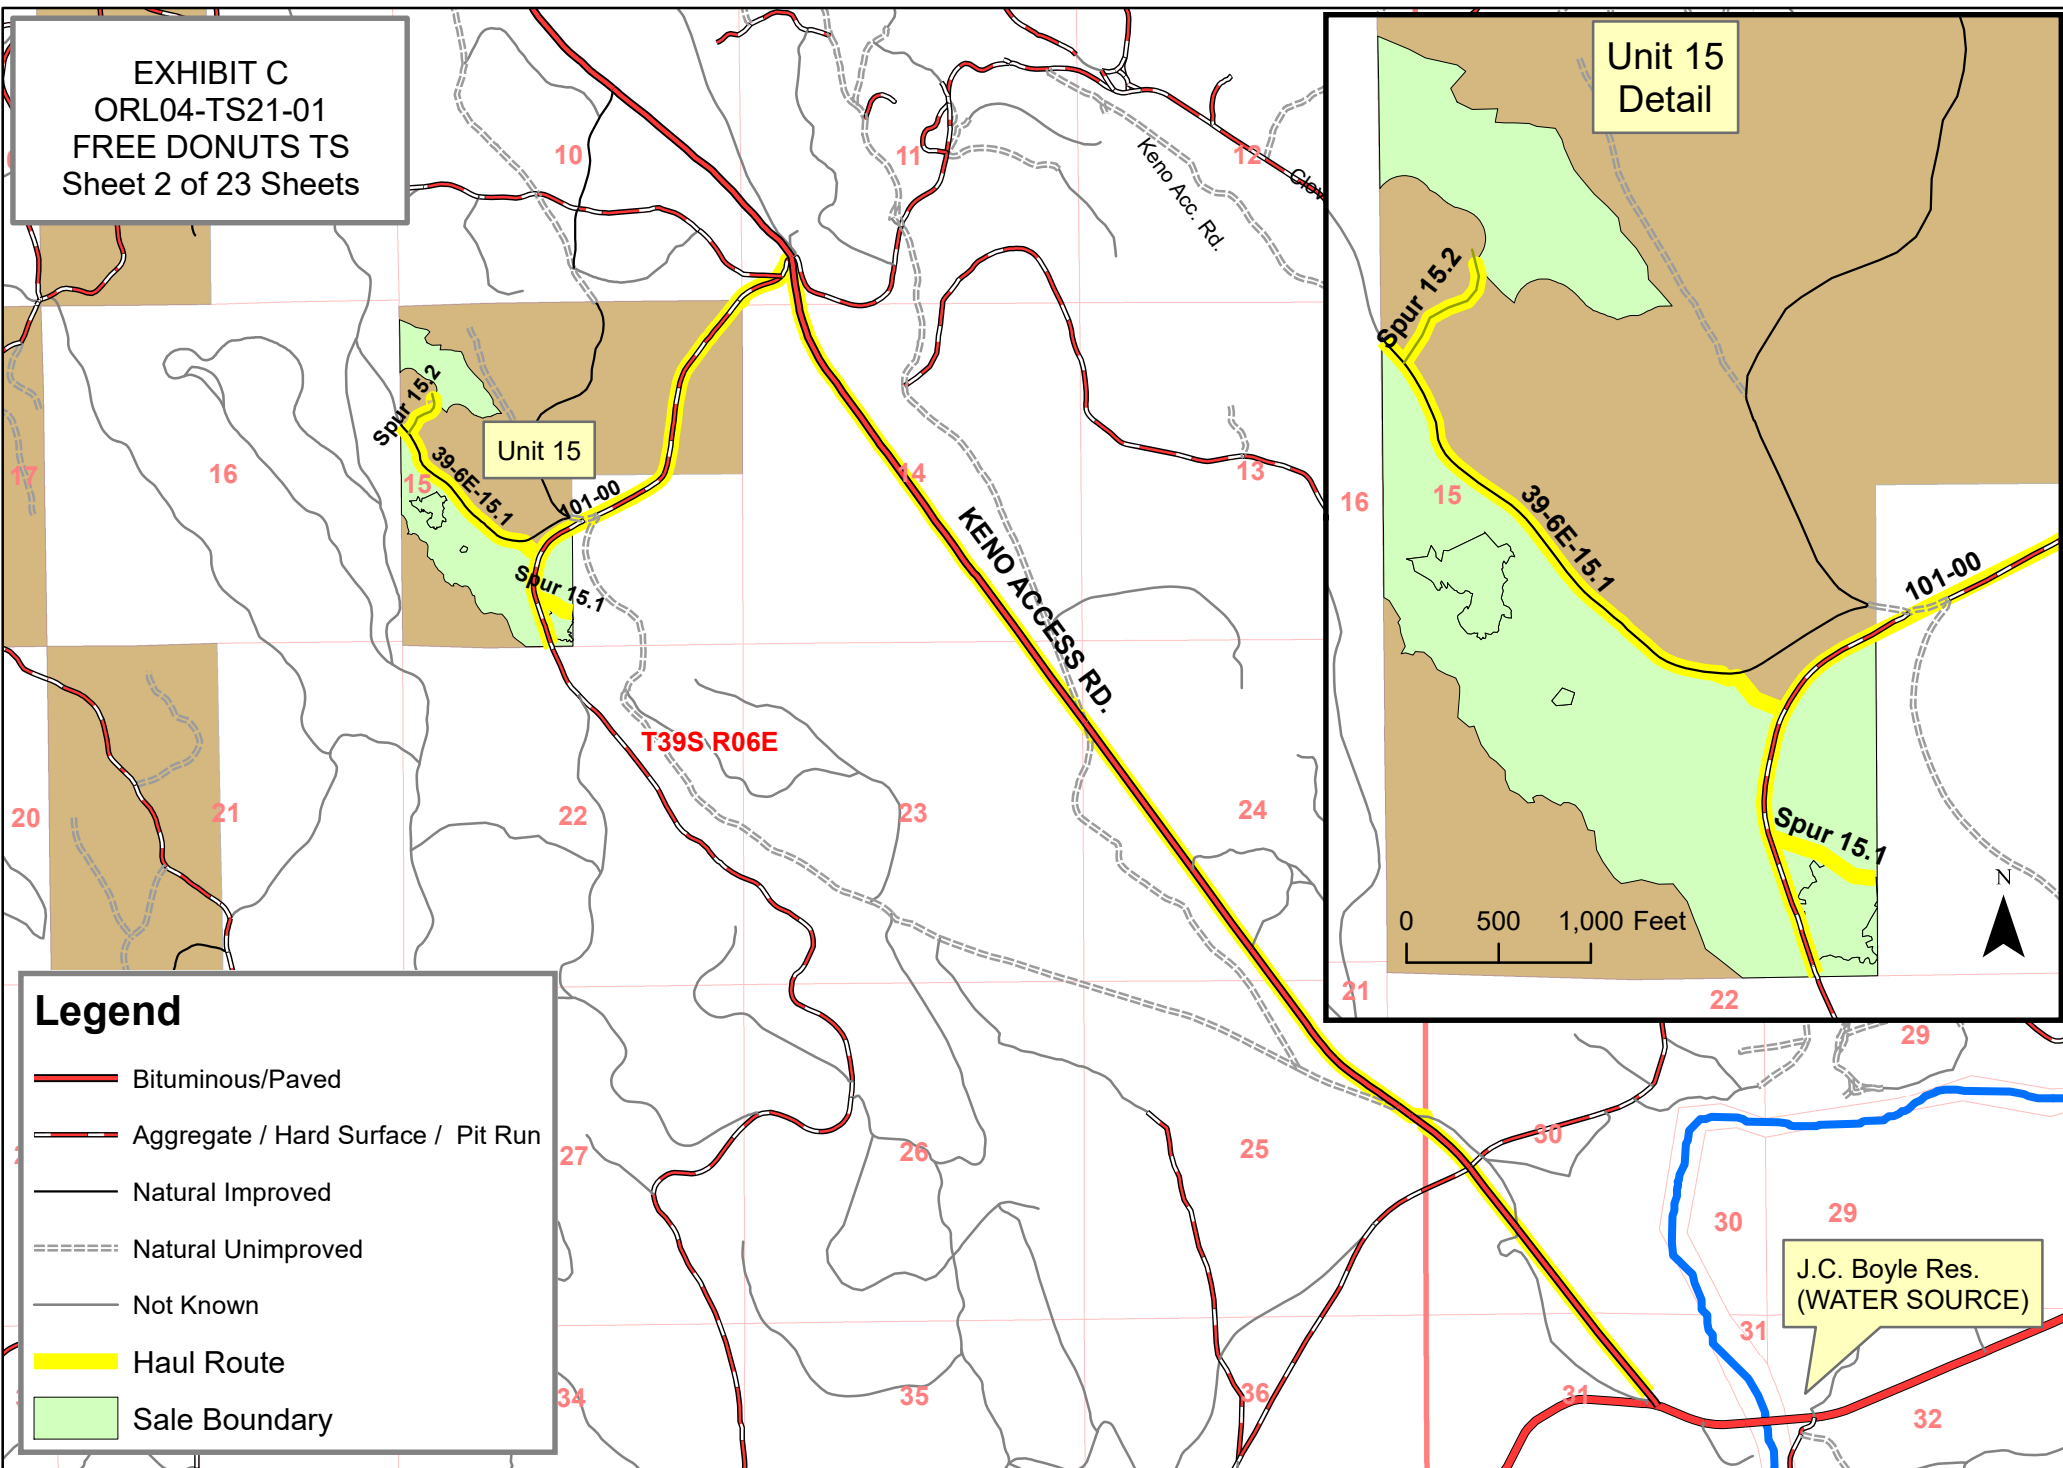 EXHIBIT C
ORL04-TS21-01
FREE DONUTS TS
Sheet 2 of 23 Sheets
Unit 15
Detail
10
11
12
Keno Acc. Rd.
Spur 15.2
39-6E-15.1
101-00
Spur 15.1
16
15
21
22
0 500 1,000 Feet
N
17
16
15
14
13
Spur 15.2
Unit 15
39-6E-15.1
101-00
Spur 15.1
KENO ACCESS RD.
T39S R06E
20
21
22
23
24
29
27
26
25
30
30
29
31
31
32
34
35
36
J.C. Boyle Res.
(WATER SOURCE)
Legend
Bituminous/Paved
Aggregate / Hard Surface / Pit Run
Natural Improved
Natural Unimproved
Not Known
Haul Route
Sale Boundary